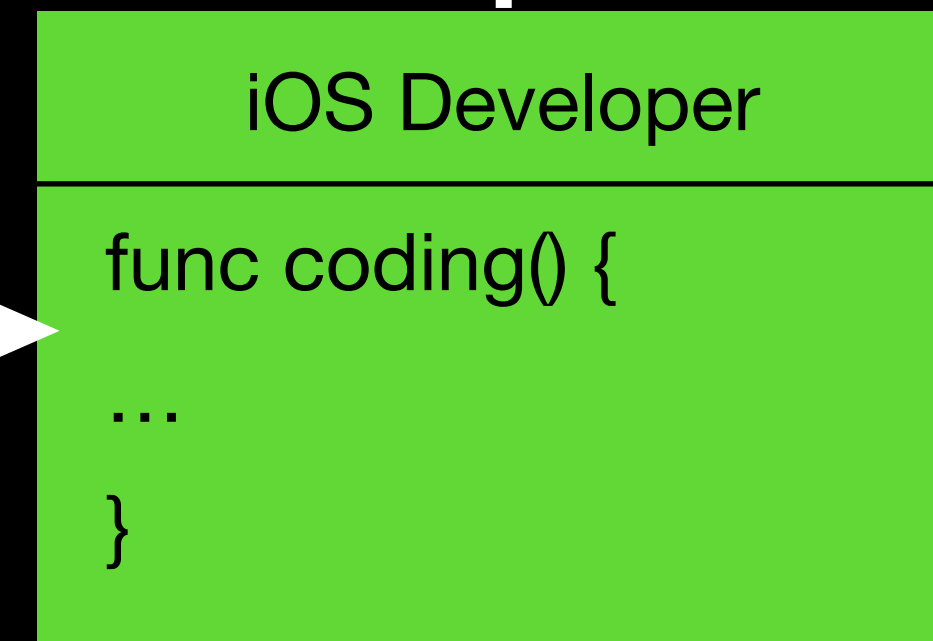 iOS Developer
func coding() {
...
}